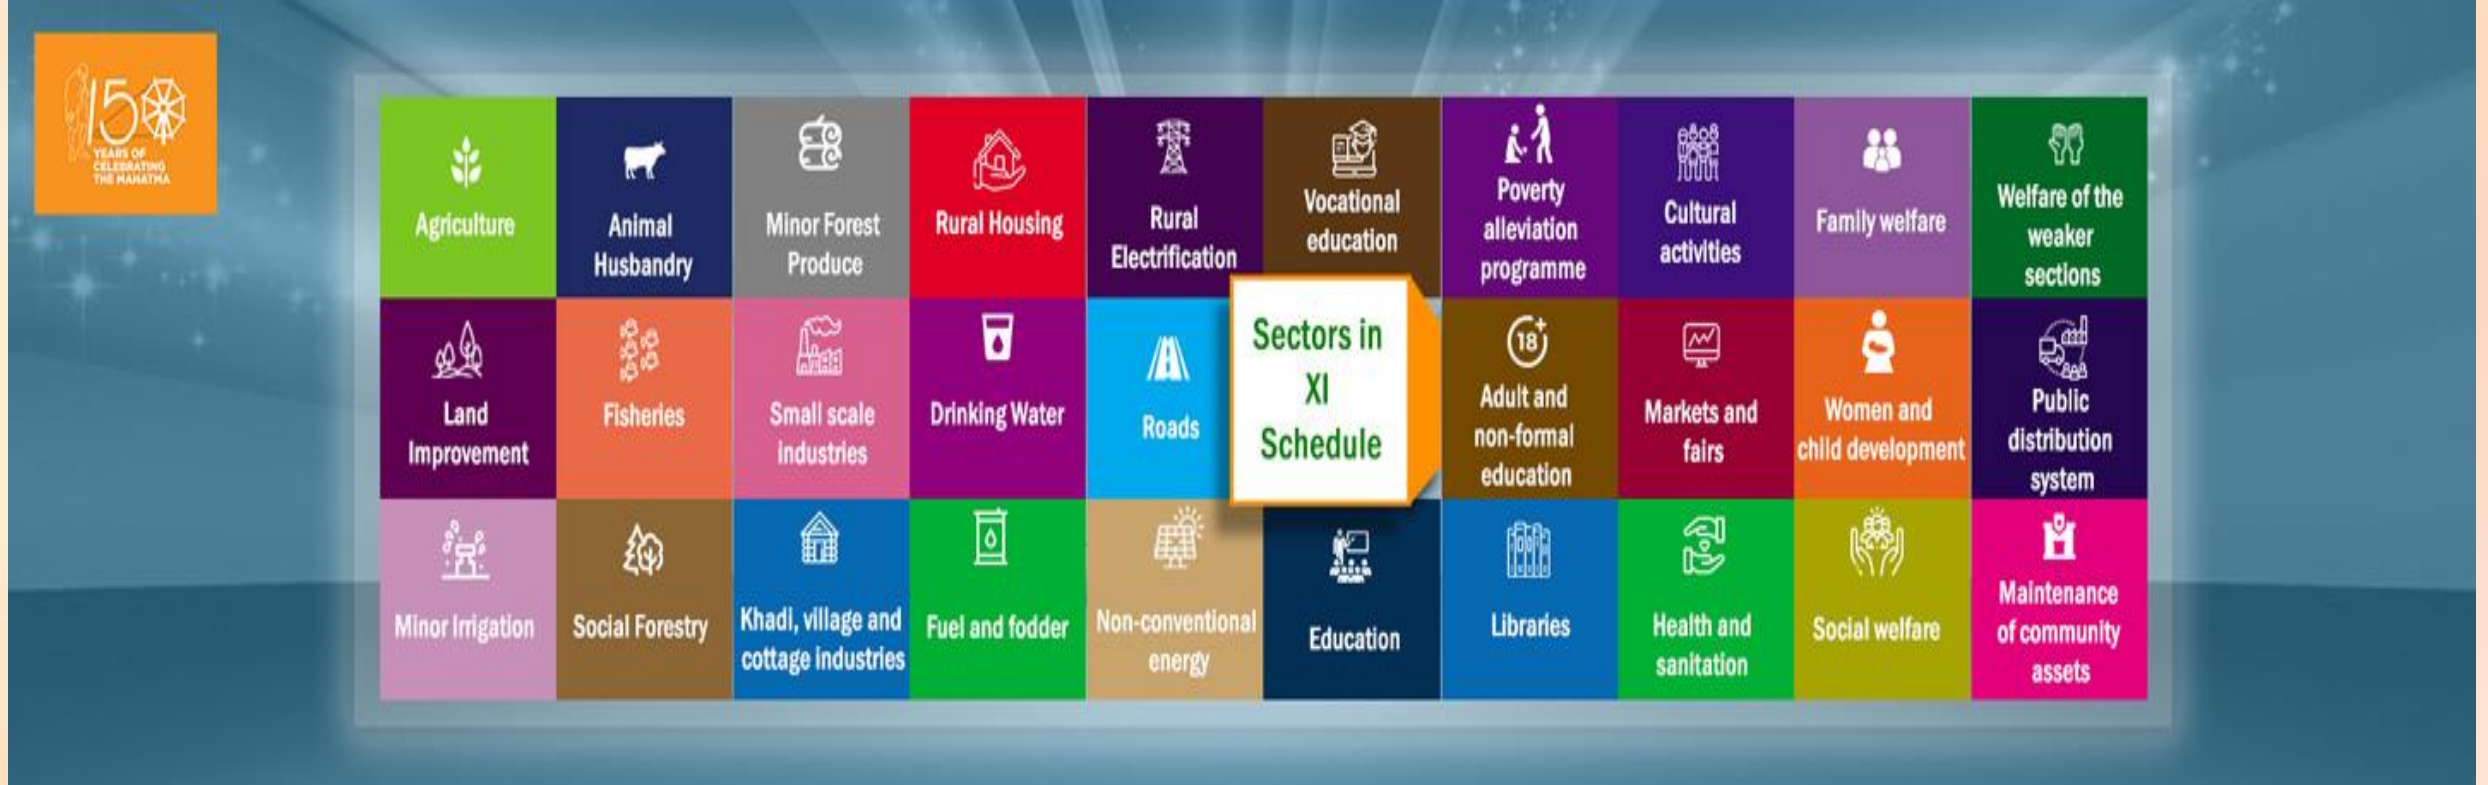 150
YEARS OF
CELEBRATING
THE MAHATMA
Agriculture
Animal
Husbandry
Minor Forest
Produce
Rural Housing
Rural
Electrification
Vocational
education
Poverty
alleviation
programme
Cultural
activities
Family welfare
Welfare of the
weaker
sections
Land
Improvement
Fisheries
Small scale
industries
Drinking Water
Roads
Sectors in
XI
Schedule
18+
Adult and
non-formal
education
Markets and
fairs
Women and
child development
Public
distribution
system
Minor Irrigation
Social Forestry
Khadi, village and
cottage industries
Fuel and fodder
Non-conventional
energy
Education
Libraries
Health and
sanitation
Social welfare
Maintenance
of community
assets